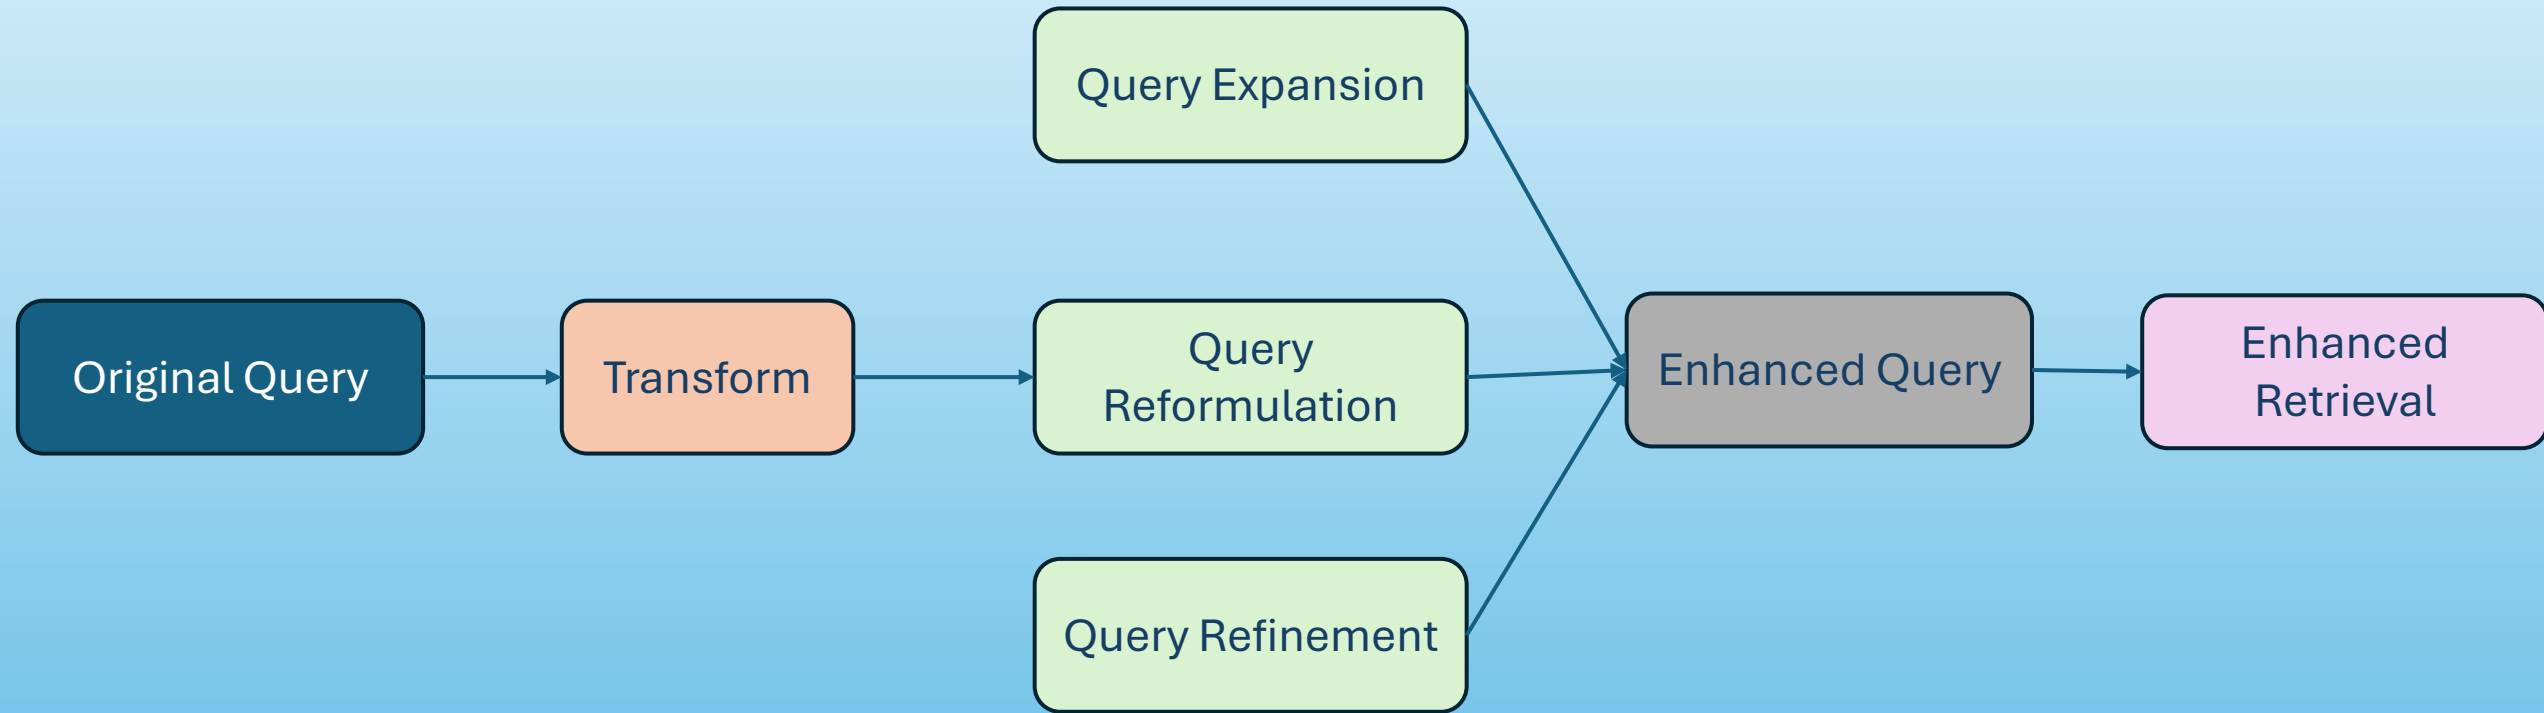 Query Expansion
Original Query
Transform
Query
Reformulation
Enhanced Query
Enhanced
Retrieval
Query Refinement